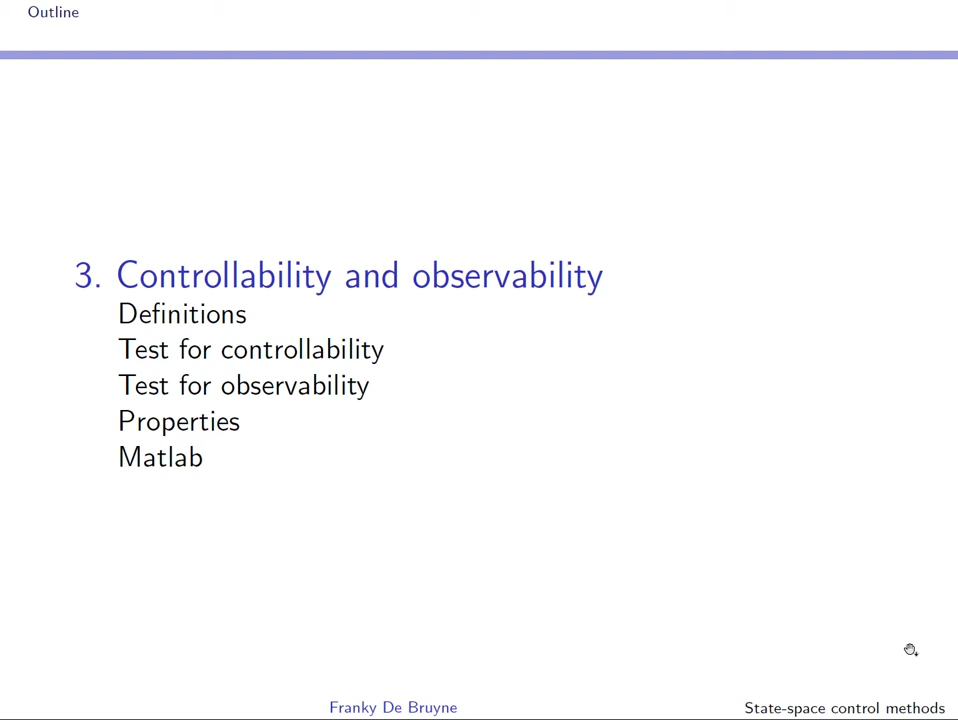 Outline
3. Controllability and observability
Definitions
Test for controllability
Test for observability
Properties
Matlab
Franky De Bruyne
State-space control methods